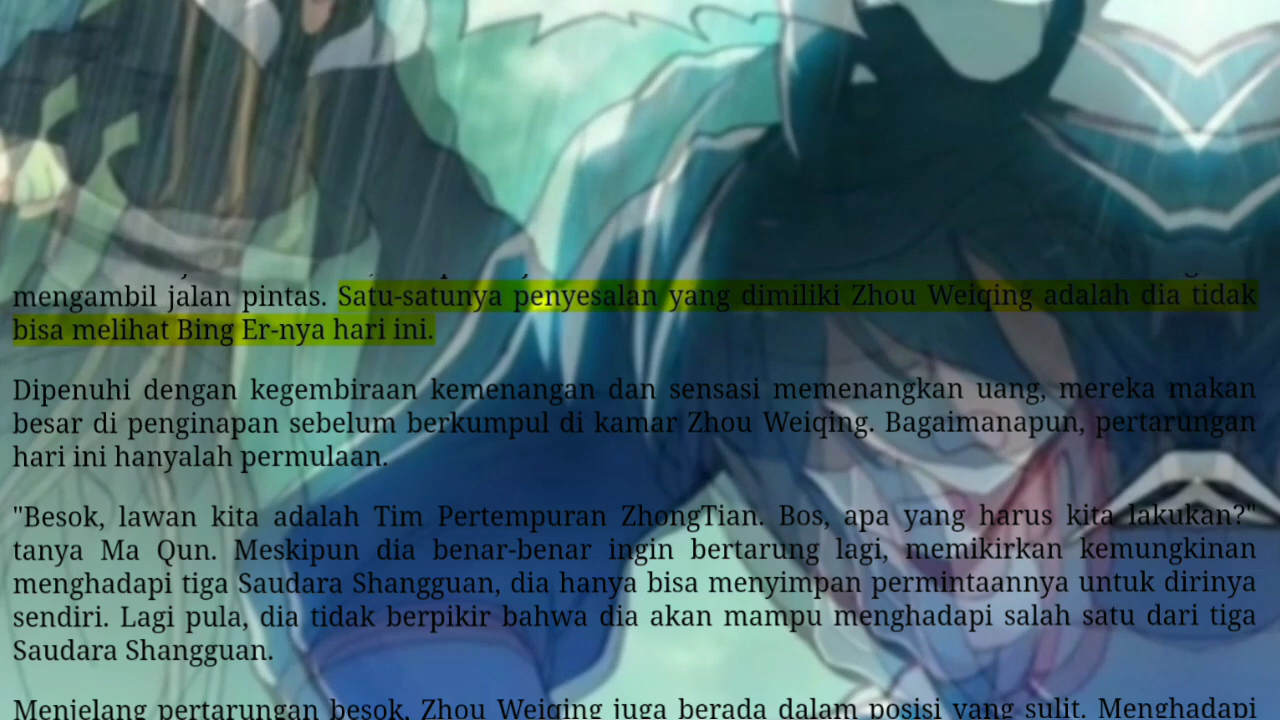 mengambil jalan pintas. Satu-satunya penyesalan yang dimiliki Zhou Weiqing adalah dia tidak
bisa melihat Bing Er-nya hari ini.
Dipenuhi dengan kegembiraan kemenangan dan sensasi memenangkan uang, mereka makan
besar di penginapan sebelum berkumpul di kamar Zhou Weiqing. Bagaimanapun, pertarungan
hari ini hanyalah permulaan.
"Besok, lawan kita adalah Tim Pertempuran ZhongTian. Bos, apa yang harus kita lakukan?"
tanya Ma Qun. Meskipun dia benar-benar ingin bertarung lagi, memikirkan kemungkinan
menghadapi tiga Saudara Shangguan, dia hanya bisa menyimpan permintaannya untuk dirinya
sendiri. Lagi pula, dia tidak berpikir bahwa dia akan mampu menghadapi salah satu dari tiga
Saudara Shangguan.
Menjelang pertarungan besok, Zhou Weiqing juga berada dalam posisi yang sulit. Menghadapi